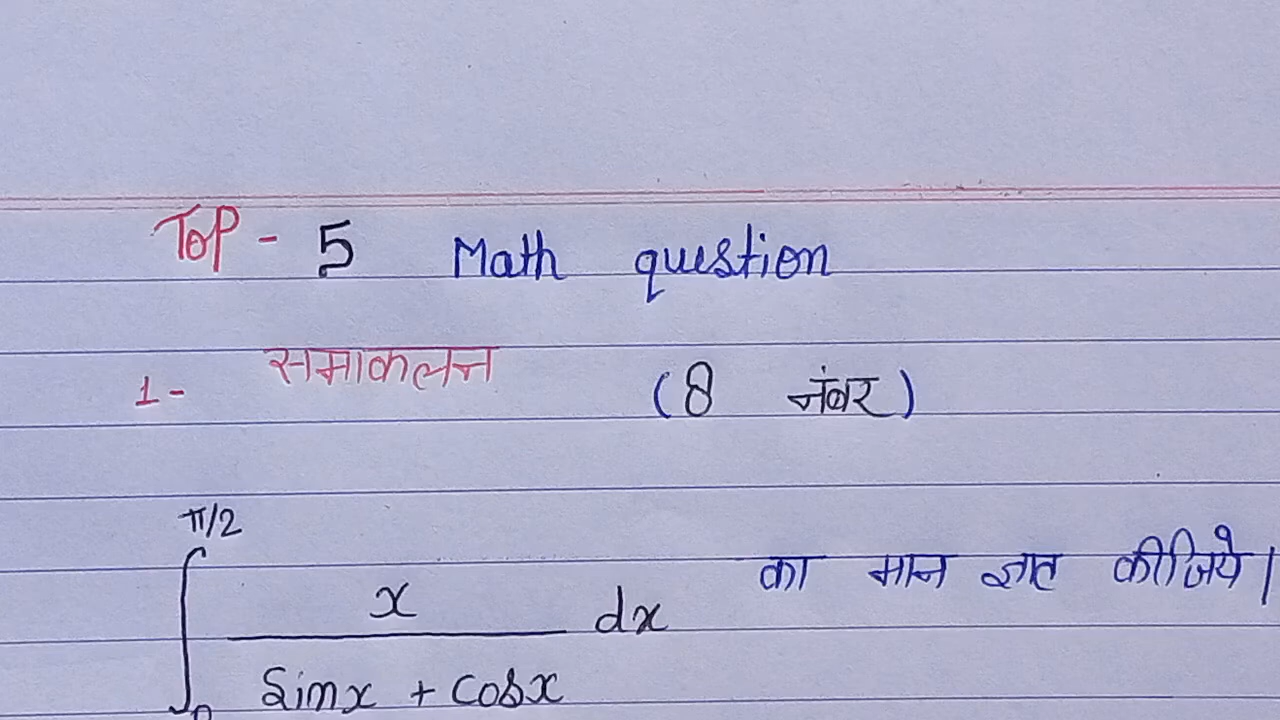 TOP - 5 Math question
1- समाकलन (8 नंबर)
π/2
∫ x dx का मान ज्ञात कीजिये।
sinx + cosx
0